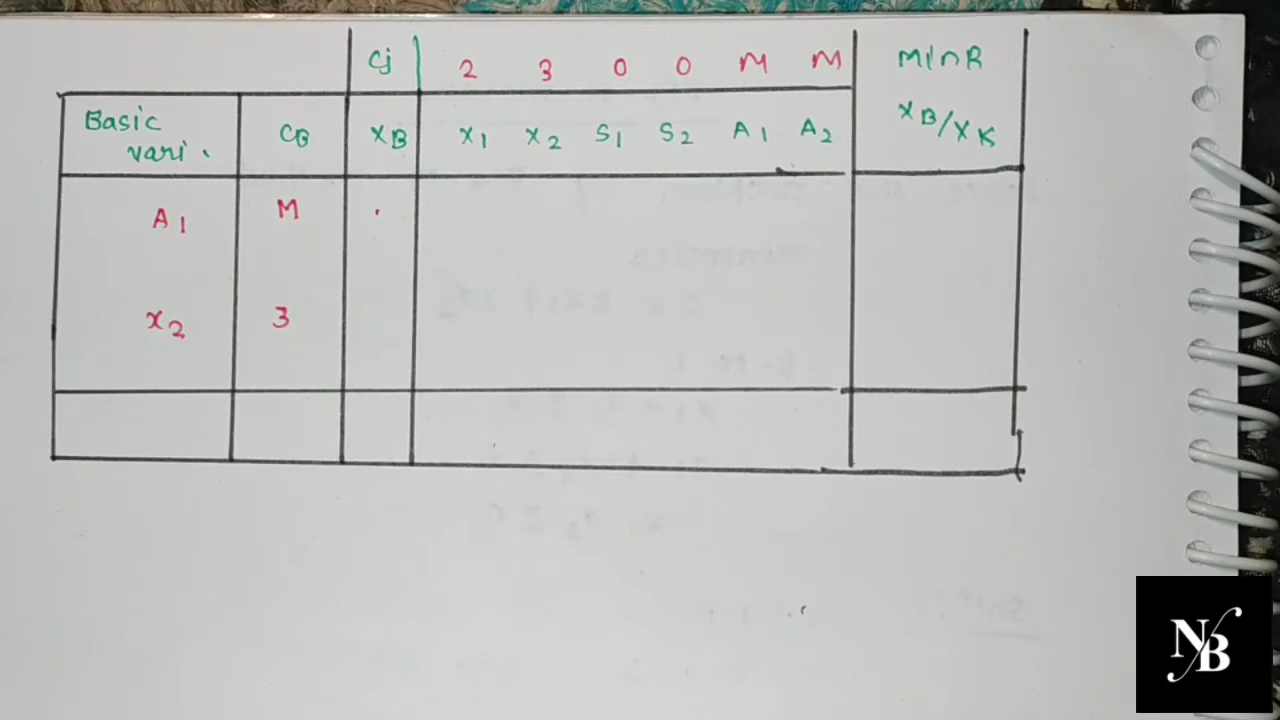 Cj 2 3 0 0 M M MinR
Basic vari. CB XB X1 X2 S1 S2 A1 A2 XB/XK
A1 M
X2 3
NB